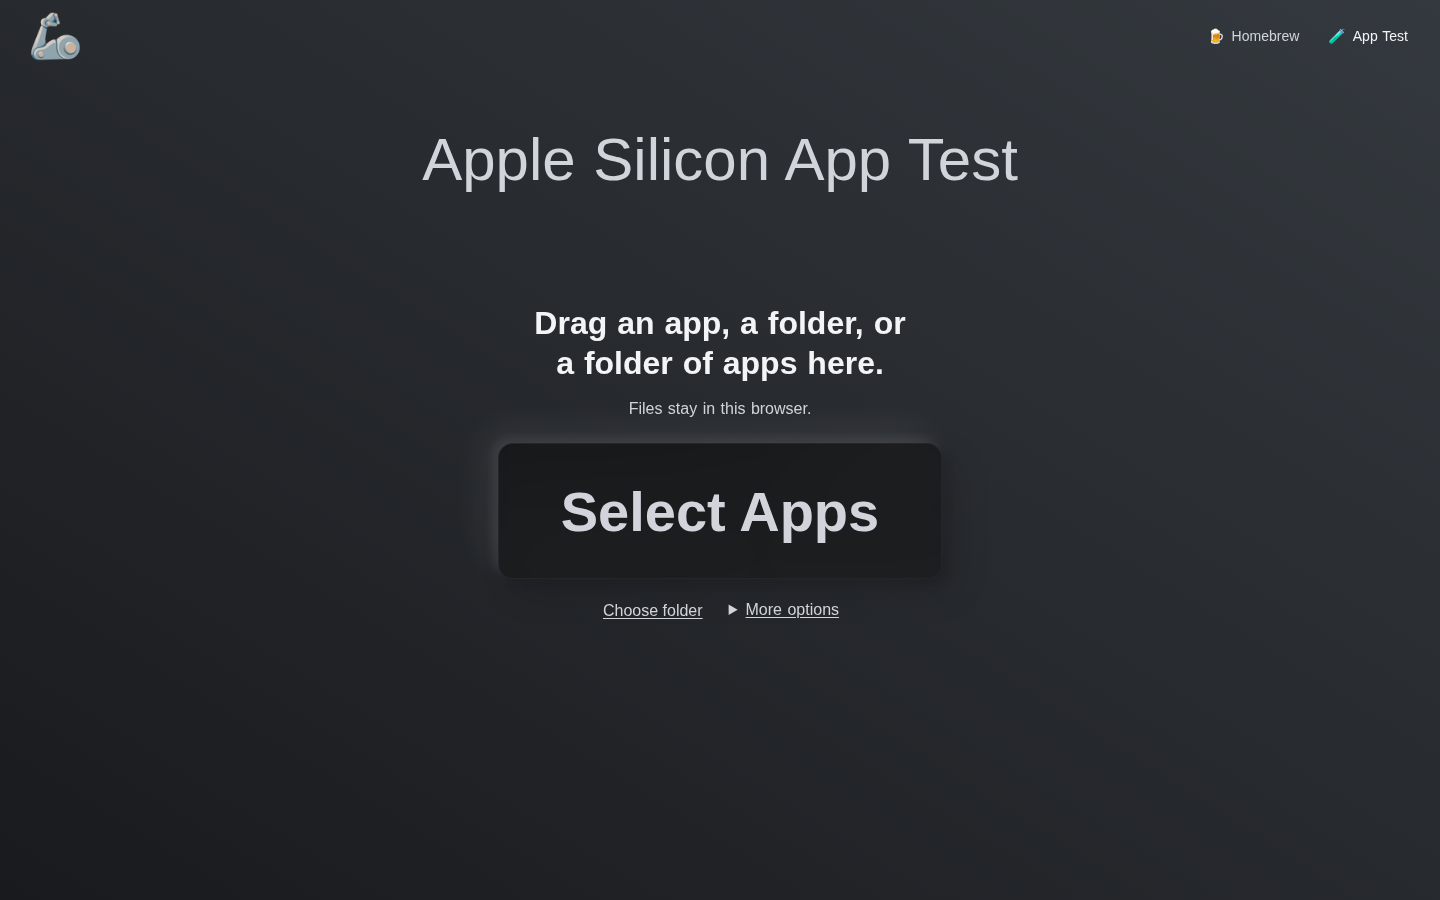 Homebrew
App Test
Apple Silicon App Test
Drag an app, a folder, or
a folder of apps here.
Files stay in this browser.
Select Apps
Choose folder
More options